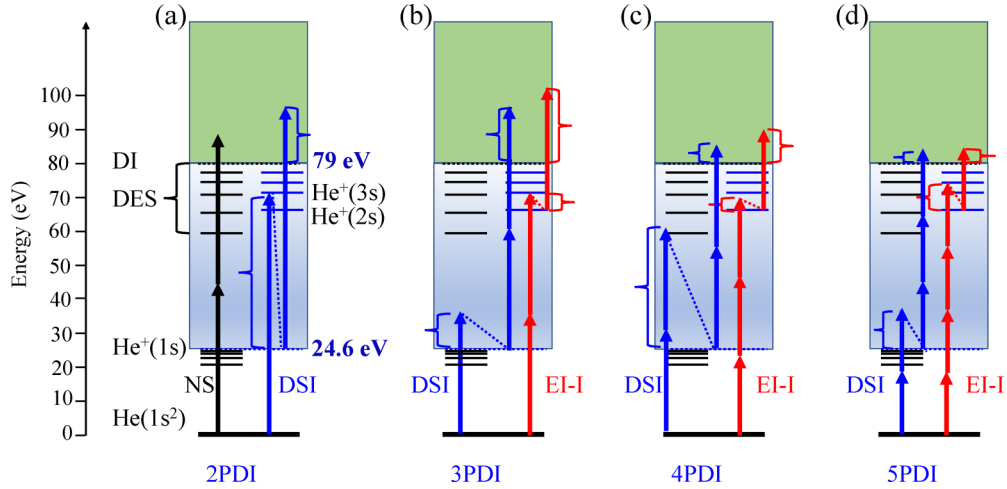 (a) (b) (c) (d)
Energy (eV)
100
90
80
70
60
50
40
30
20
10
0
DI
DES
He⁺(1s)
He(1s²)
NS
DSI
79 eV
He⁺(3s)
He⁺(2s)
24.6 eV
DSI
EI-I
DSI
EI-I
DSI
EI-I
2PDI
3PDI
4PDI
5PDI